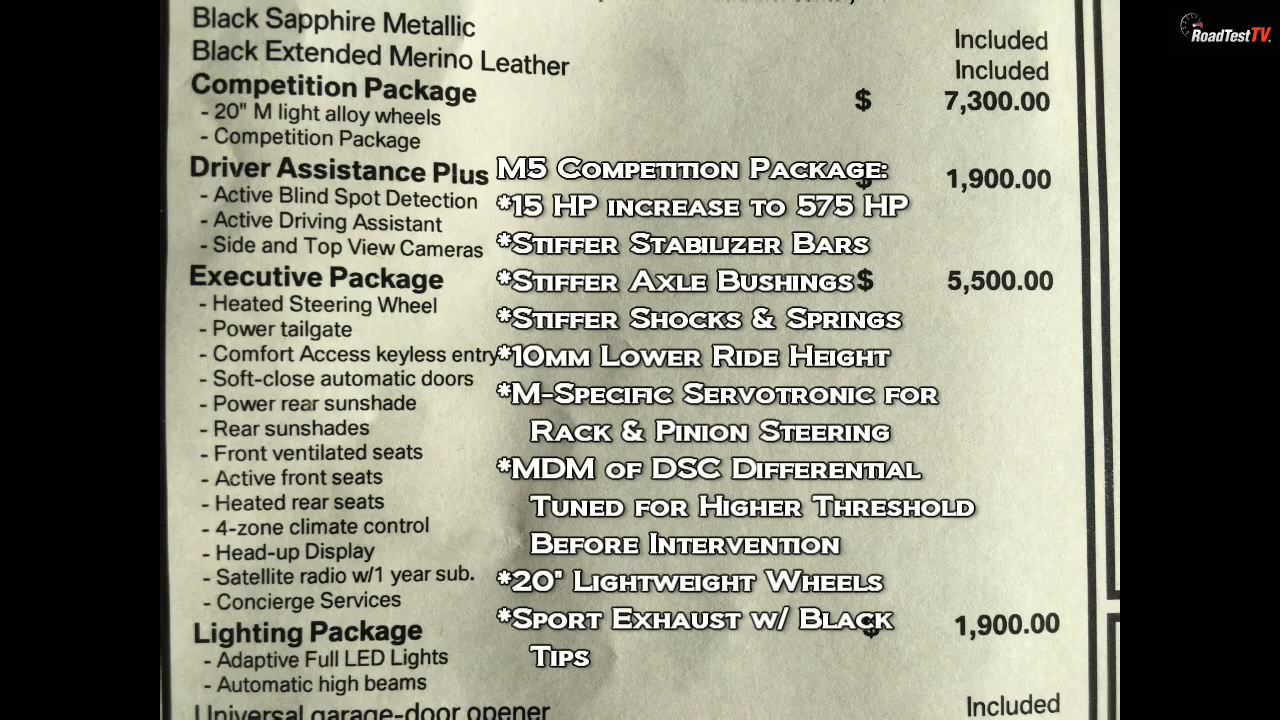 RoadTestTV.
Black Sapphire Metallic
Included
Black Extended Merino Leather
Included
Competition Package $ 7,300.00
- 20" M light alloy wheels
- Competition Package
Driver Assistance Plus $ 1,900.00
- Active Blind Spot Detection
- Active Driving Assistant
- Side and Top View Cameras
Executive Package $ 5,500.00
- Heated Steering Wheel
- Power tailgate
- Comfort Access keyless entry
- Soft-close automatic doors
- Power rear sunshade
- Rear sunshades
- Front ventilated seats
- Active front seats
- Heated rear seats
- 4-zone climate control
- Head-up Display
- Satellite radio w/1 year sub.
- Concierge Services
Lighting Package $ 1,900.00
- Adaptive Full LED Lights
- Automatic high beams
Universal garage-door opener Included
M5 Competition Package:
*15 HP increase to 575 HP
*Stiffer Stabilizer Bars
*Stiffer Axle Bushings
*Stiffer Shocks & Springs
*10mm Lower Ride Height
*M-Specific Servotronic for
Rack & Pinion Steering
*MDM of DSC Differential
Tuned for Higher Threshold
Before Intervention
*20" Lightweight Wheels
*Sport Exhaust w/ Black
Tips